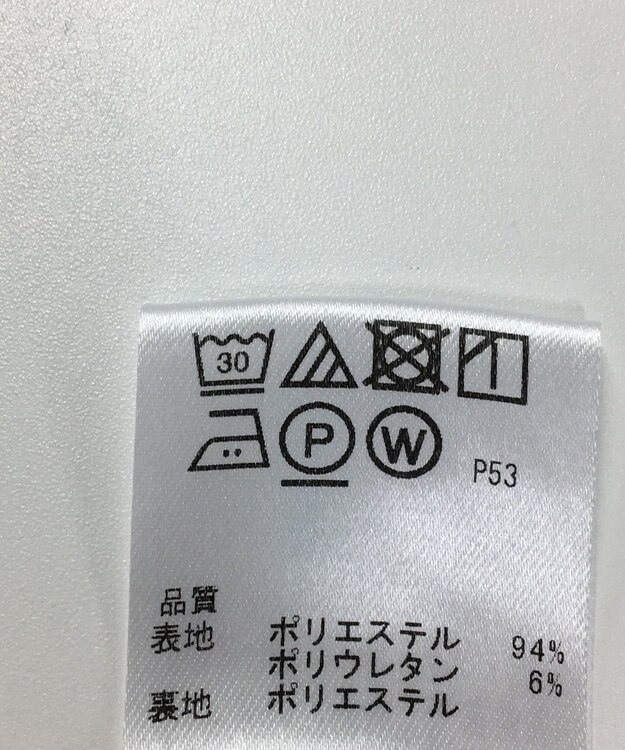 30
P W P53
品質
表地 ポリエステル 94%
ポリウレタン 6%
裏地 ポリエステル